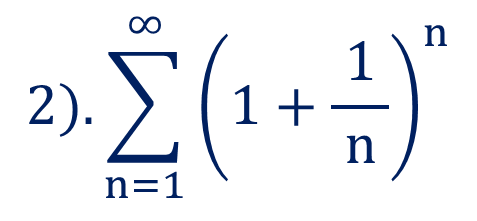 2). ∑_{n=1}^{∞} (1 + 1/n)^n